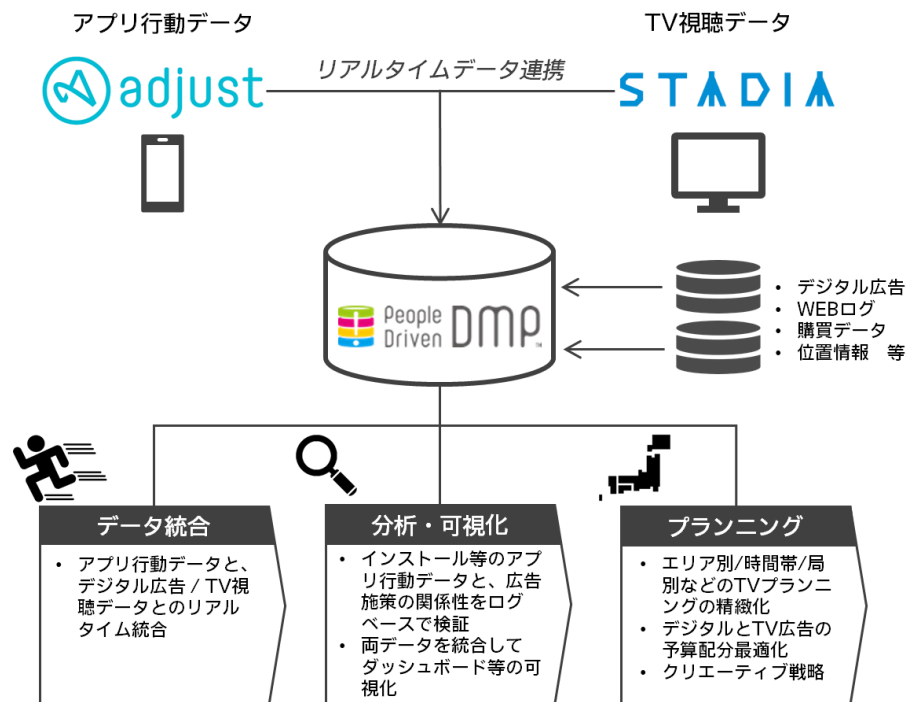 アプリ行動データ
TV視聴データ
adjust
リアルタイムデータ連携
STADIA
People
Driven
DMP
• デジタル広告
• WEBログ
• 購買データ
• 位置情報　等
データ統合
• アプリ行動データと、
デジタル広告 / TV視
聴データとのリアル
タイム統合
分析・可視化
• インストール等のアプ
リ行動データと、広告
施策の関係性をログ
ベースで検証
• 両データを統合して
ダッシュボード等の可
視化
プランニング
• エリア別/時間帯/局
別などのTVプランニ
ングの精緻化
• デジタルとTV広告の
予算配分最適化
• クリエーティブ戦略